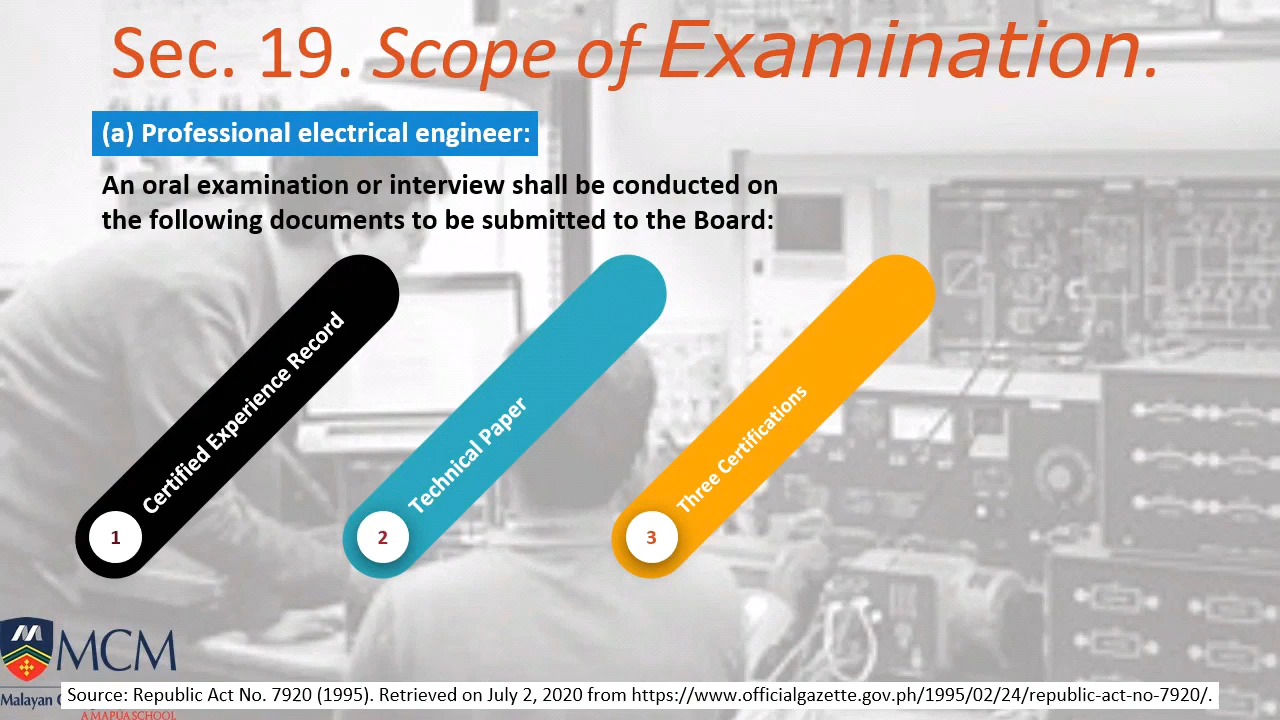 Sec. 19. Scope of Examination.
(a) Professional electrical engineer:
An oral examination or interview shall be conducted on
the following documents to be submitted to the Board:
Certified Experience Record
1
Technical Paper
2
Three Certifications
3
MCM
Malayan
Source: Republic Act No. 7920 (1995). Retrieved on July 2, 2020 from https://www.officialgazette.gov.ph/1995/02/24/republic-act-no-7920/.
A MAPUA SCHOOL